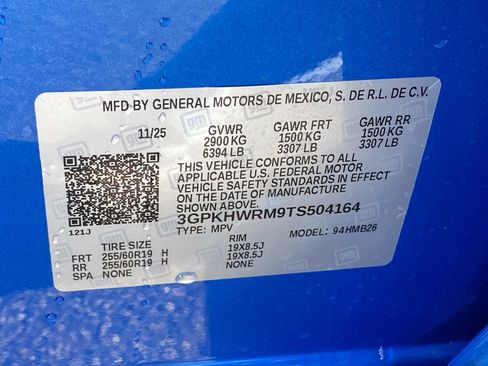 MFD BY GENERAL MOTORS DE MEXICO, S. DE R.L. DE C.V.
11/25 GVWR GAWR FRT GAWR RR
2900 KG 1500 KG 1500 KG
6394 LB 3307 LB 3307 LB
THIS VEHICLE CONFORMS TO ALL
APPLICABLE U.S. FEDERAL MOTOR
VEHICLE SAFETY STANDARDS IN EFFECT
ON THE DATE OF MANUFACTURE
SHOWN ABOVE.
3GPKHWRM9TS504164
121J TYPE: MPV MODEL: 94HMB26
TIRE SIZE RIM
FRT 255/60R19 H 19X8.5J
RR 255/60R19 H 19X8.5J
SPA NONE NONE